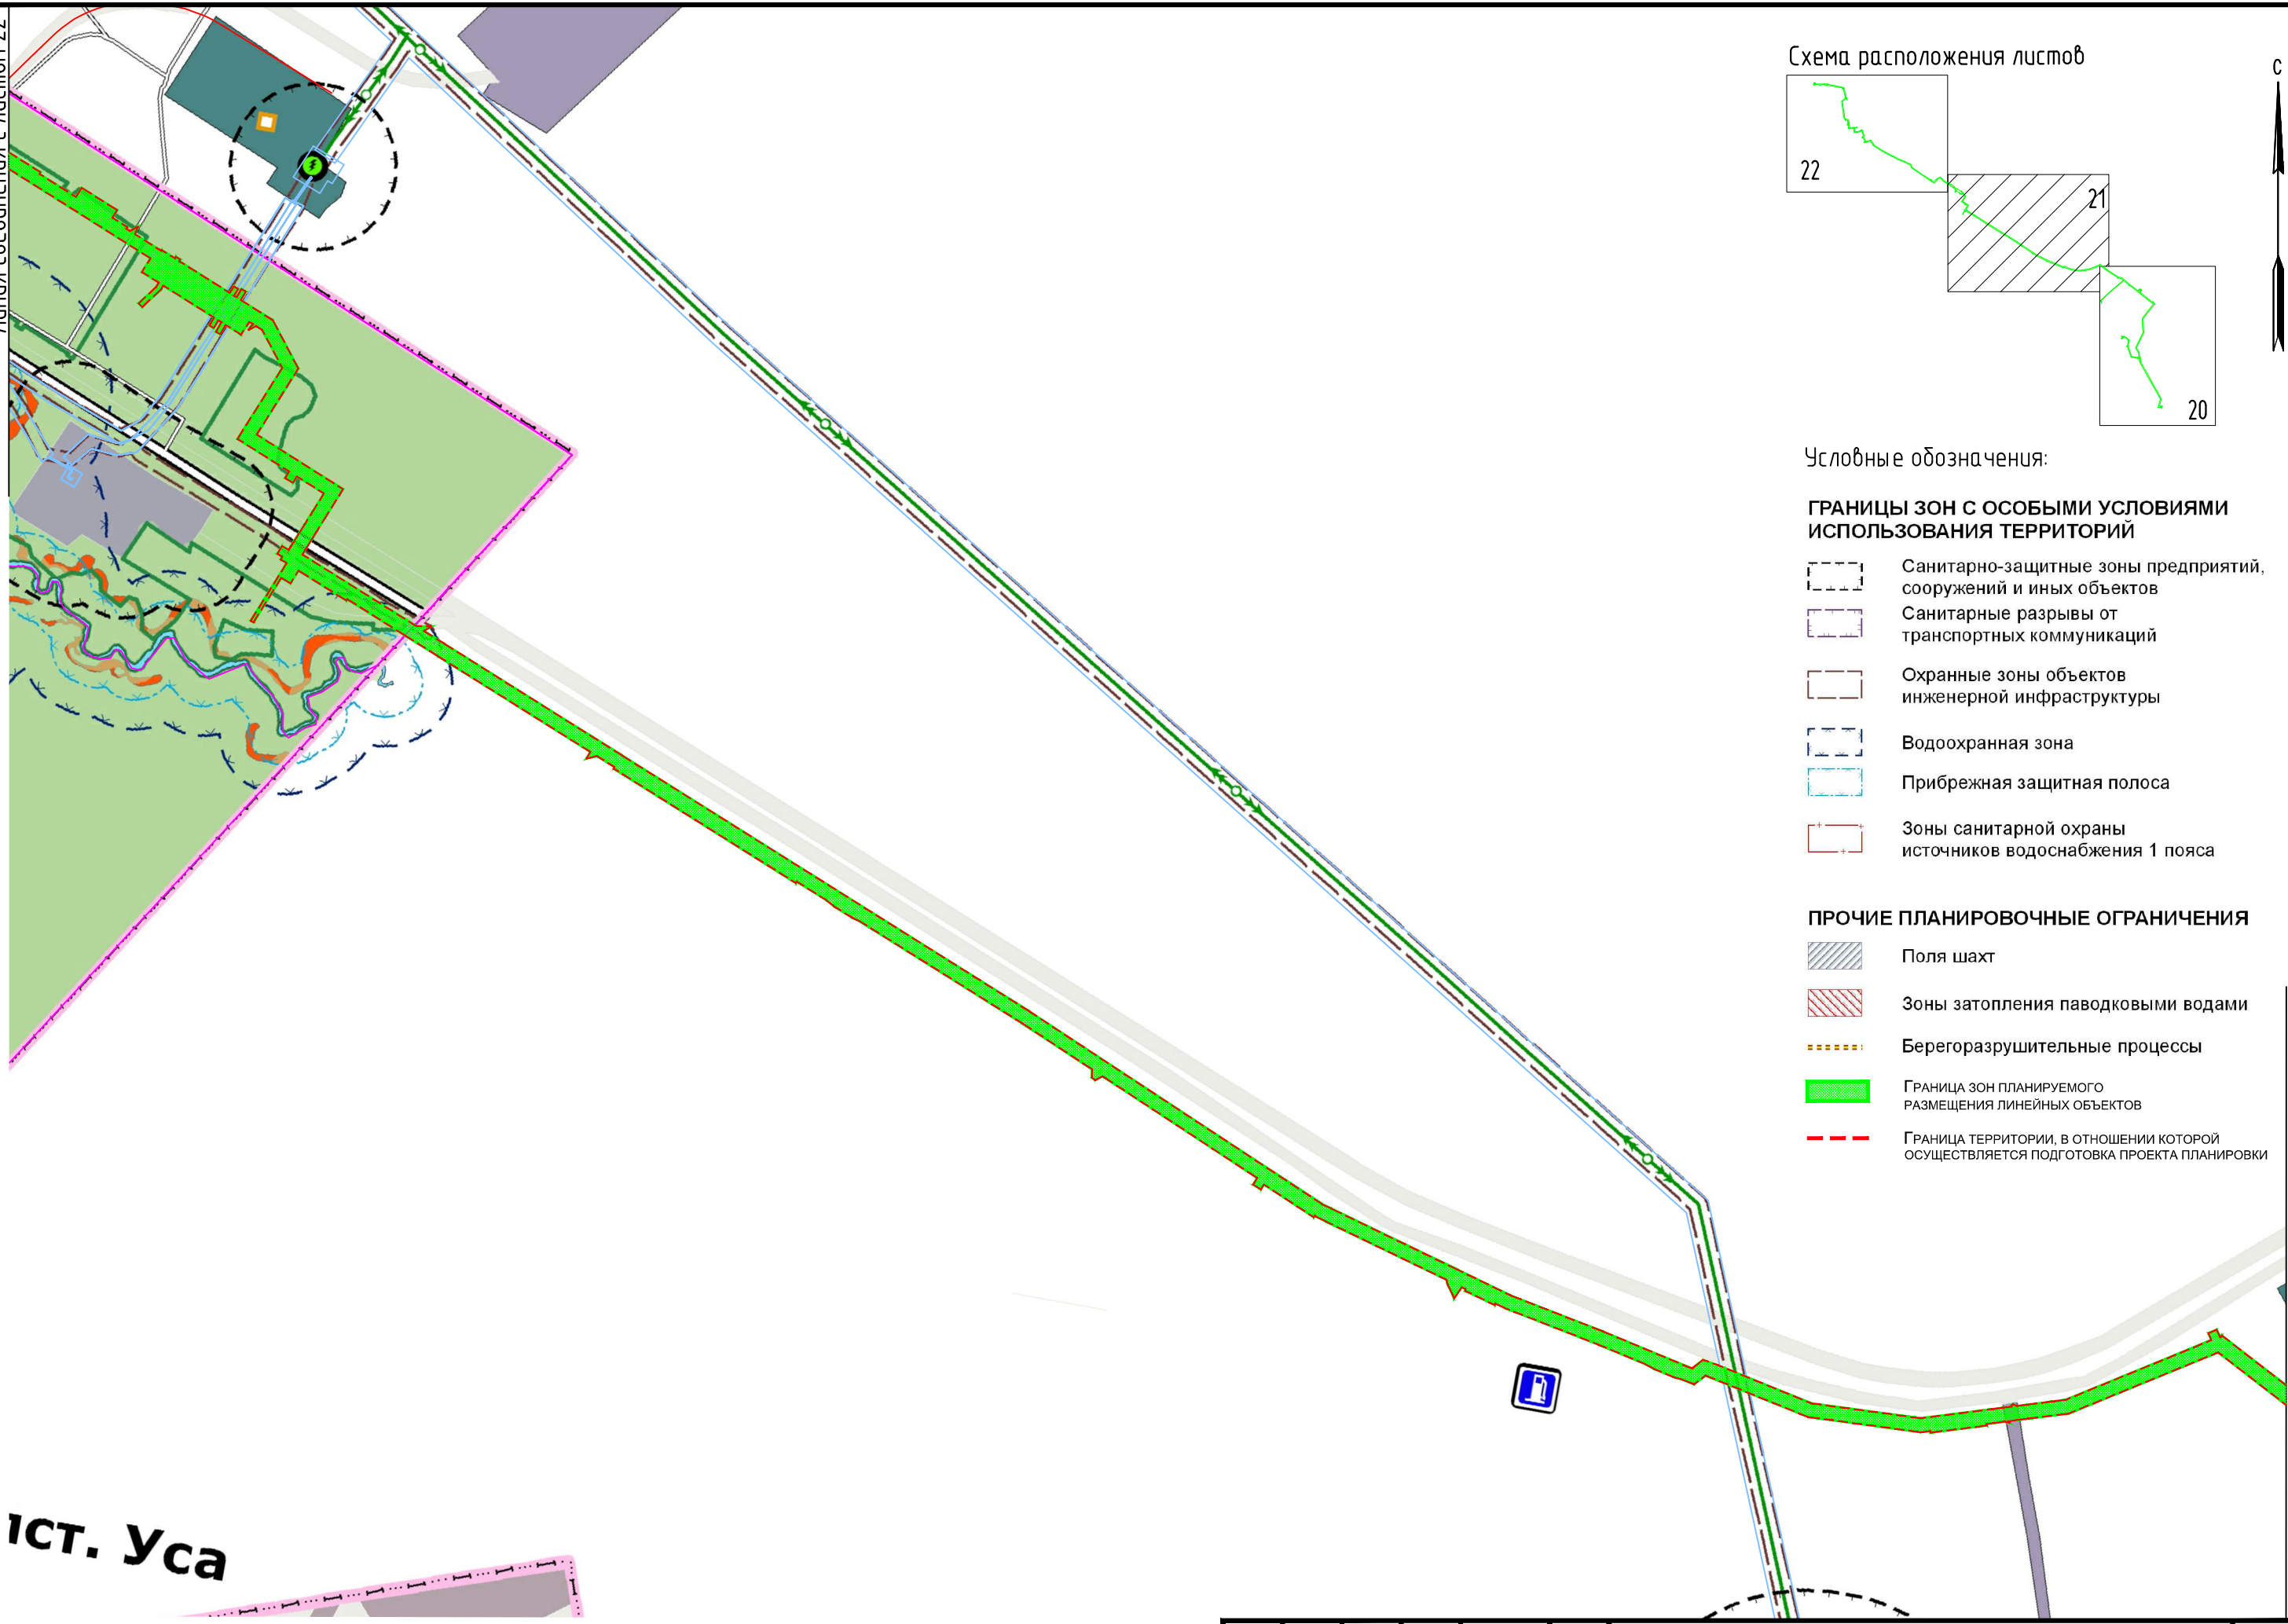 Схема расположения листов
С
22
21
20
Условные обозначения:
ГРАНИЦЫ ЗОН С ОСОБЫМИ УСЛОВИЯМИ
ИСПОЛЬЗОВАНИЯ ТЕРРИТОРИЙ
Санитарно-защитные зоны предприятий,
сооружений и иных объектов
Санитарные разрывы от
транспортных коммуникаций
Охранные зоны объектов
инженерной инфраструктуры
Водоохранная зона
Прибрежная защитная полоса
Зоны санитарной охраны
источников водоснабжения 1 пояса
ПРОЧИЕ ПЛАНИРОВОЧНЫЕ ОГРАНИЧЕНИЯ
Поля шахт
Зоны затопления паводковыми водами
Берегоразрушительные процессы
ГРАНИЦА ЗОН ПЛАНИРУЕМОГО
РАЗМЕЩЕНИЯ ЛИНЕЙНЫХ ОБЪЕКТОВ
ГРАНИЦА ТЕРРИТОРИИ, В ОТНОШЕНИИ КОТОРОЙ
ОСУЩЕСТВЛЯЕТСЯ ПОДГОТОВКА ПРОЕКТА ПЛАНИРОВКИ
ст. Уса